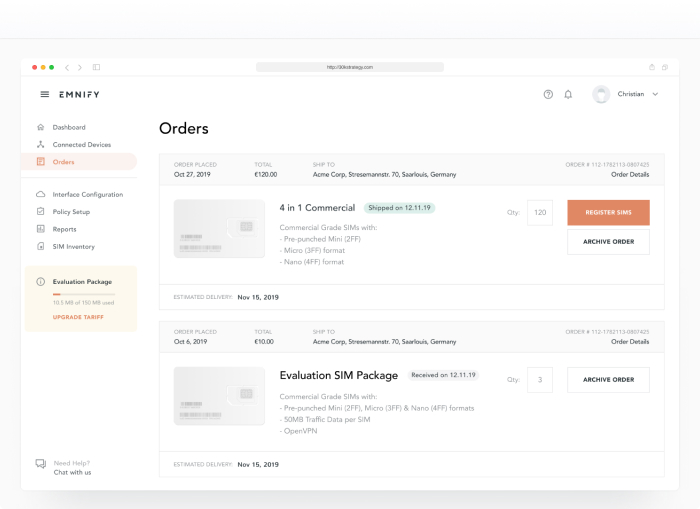 http://30kstrategy.com
EMNIFY
Christian
Dashboard
Connected Devices
Orders
Interface Configuration
Policy Setup
Reports
SIM Inventory
Evaluation Package
10.5 MB of 150 MB used
UPGRADE TARIFF
Need Help?
Chat with us
Orders
ORDER PLACED TOTAL SHIP TO ORDER # 112-1792113-0807425
Oct 27, 2019 €120.00 Acme Corp, Stresemannstr. 70, Saarlouis, Germany Order Details
4 in 1 Commercial Shipped on 12.11.19
Qty: 120 REGISTER SIMS
Commercial Grade SIMs with:
- Pre-punched Mini (2FF)
- Micro (3FF) format
- Nano (4FF) format
ARCHIVE ORDER
ESTIMATED DELIVERY: Nov 15, 2019
ORDER PLACED TOTAL SHIP TO ORDER # 112-1792113-0807425
Oct 6, 2019 €10.00 Acme Corp, Stresemannstr. 70, Saarlouis, Germany Order Details
Evaluation SIM Package Received on 12.11.19
Qty: 3 ARCHIVE ORDER
Commercial Grade SIMs with:
- Pre-punched Mini (2FF), Micro (3FF) & Nano (4FF) formats
- 50MB Traffic Data per SIM
- OpenVPN
ESTIMATED DELIVERY: Nov 15, 2019